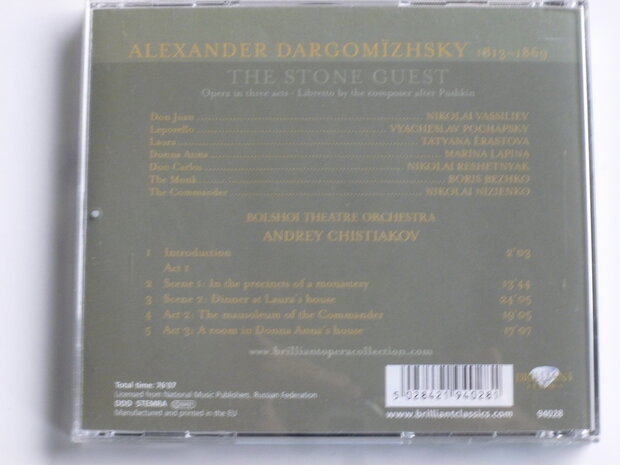 ALEXANDER DARGOMÏZHSKY 1813–1869
THE STONE GUEST
Opera in three acts · Libretto by the composer after Pushkin
Don Juan NIKOLAI VASSILIEV
Leporello VYACHESLAV POCHAPSKY
Laura TATYANA ERASTOVA
Donna Anna MARINA LAPINA
Don Carlos NIKOLAI RESHETNYAK
The Monk BORIS BEZHKO
The Commander NIKOLAI NIZIENKO
BOLSHOI THEATRE ORCHESTRA
ANDREY CHISTIAKOV
1 Introduction 2'03
Act 1
2 Scene 1: In the precincts of a monastery 13'44
3 Scene 2: Dinner at Laura's house 24'05
4 Act 2: The mausoleum of the Commander 19'05
5 Act 3: A room in Donna Anna's house 17'07
www.brilliantoperacollection.com
Total time: 76'07
Licensed from National Music Publishers, Russian Federation
DDD STEMRA
Manufactured and printed in the EU
5 028421 940281
www.brilliantclassics.com
94028